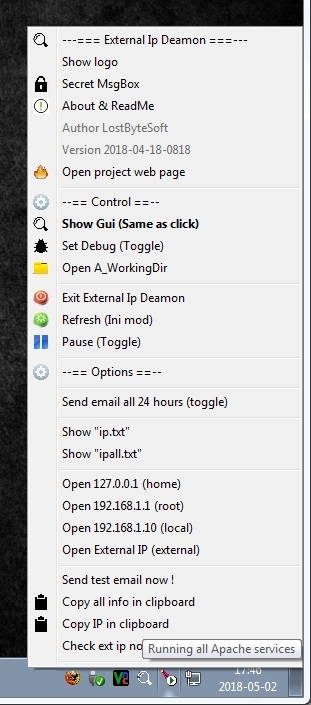 ---=== External Ip Deamon ===---
Show logo
Secret MsgBox
About & ReadMe
Author LostByteSoft
Version 2018-04-18-0818
Open project web page
--== Control ==--
Show Gui (Same as click)
Set Debug (Toggle)
Open A_WorkingDir
Exit External Ip Deamon
Refresh (Ini mod)
Pause (Toggle)
--== Options ==--
Send email all 24 hours (toggle)
Show "ip.txt"
Show "ipall.txt"
Open 127.0.0.1 (home)
Open 192.168.1.1 (root)
Open 192.168.1.10 (local)
Open External IP (external)
Send test email now !
Copy all info in clipboard
Copy IP in clipboard
Check ext ip
Running all Apache services
2018-05-02